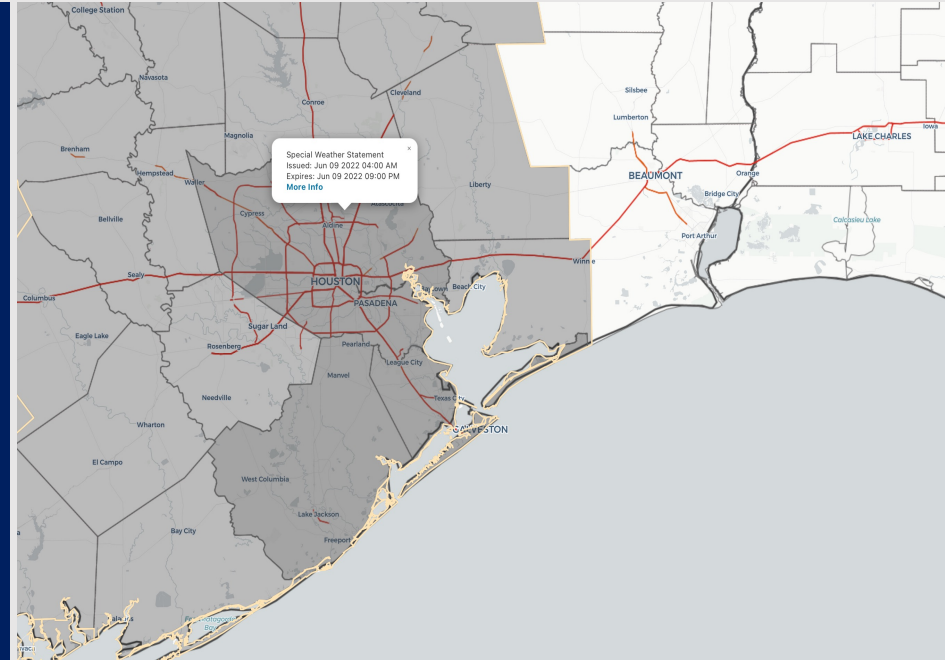 College Station
Navasota
Conroe
Cleveland
Silsbee
Lumberton
Magnolia
LAKE CHARLES
Iowa
Brenham
×
Special Weather Statement
Issued: Jun 09 2022 04:00 AM
Expires: Jun 09 2022 09:00 PM
More Info
Hempstead
Waller
Liberty
BEAUMONT
Orange
Bridge City
Cypress
Atascocita
Bellville
Aldine
Calcasieu Lake
Port Arthur
Winnie
Sealy
HOUSTON
Beach City
Columbus
PASADENA
Sugar Land
Eagle Lake
Rosenberg
Pearland
League City
Manvel
Needville
Texas City
Wharton
GALVESTON
El Campo
West Columbia
Lake Jackson
Bay City
Freeport